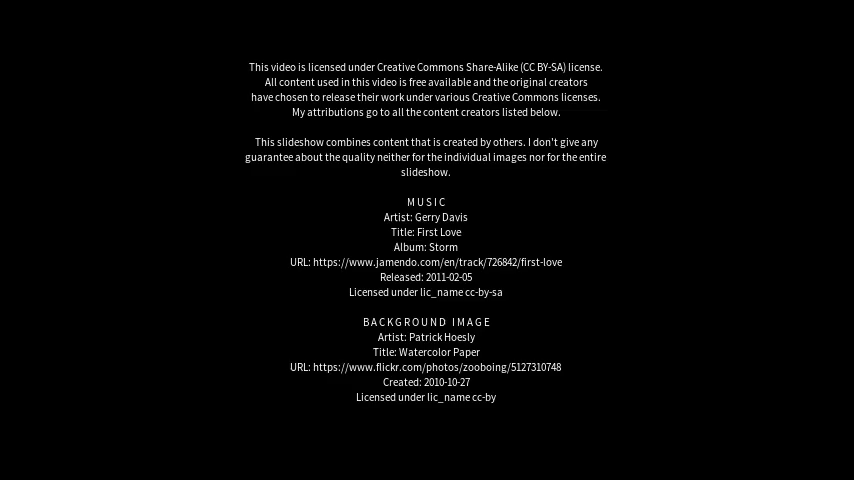 This video is licensed under Creative Commons Share-Alike (CC BY-SA) license.
All content used in this video is free available and the original creators
have chosen to release their work under various Creative Commons licenses.
My attributions go to all the content creators listed below.
This slideshow combines content that is created by others. I don't give any
guarantee about the quality neither for the individual images nor for the entire
slideshow.
MUSIC
Artist: Gerry Davis
Title: First Love
Album: Storm
URL: https://www.jamendo.com/en/track/726842/first-love
Released: 2011-02-05
Licensed under lic_name cc-by-sa
BACKGROUND IMAGE
Artist: Patrick Hoesly
Title: Watercolor Paper
URL: https://www.flickr.com/photos/zooboing/5127310748
Created: 2010-10-27
Licensed under lic_name cc-by